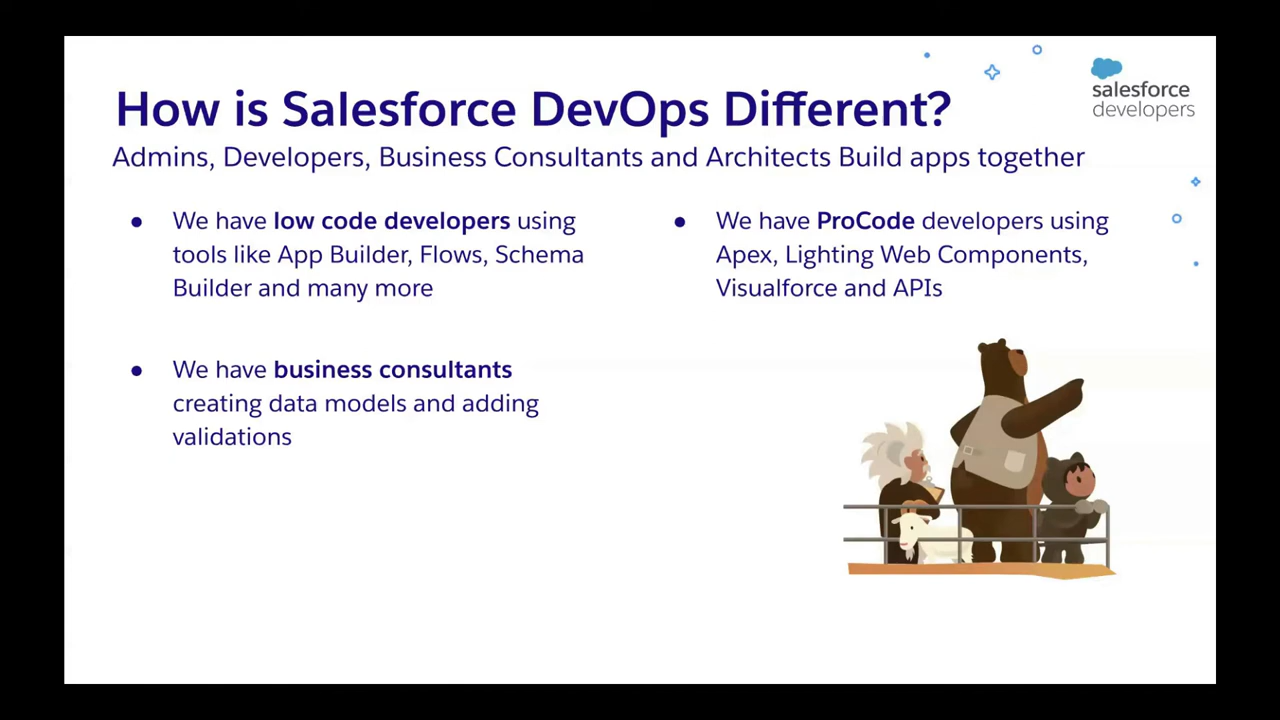 How is Salesforce DevOps Different?
salesforce
developers
Admins, Developers, Business Consultants and Architects Build apps together
● We have low code developers using
tools like App Builder, Flows, Schema
Builder and many more
● We have business consultants
creating data models and adding
validations
● We have ProCode developers using
Apex, Lighting Web Components,
Visualforce and APIs